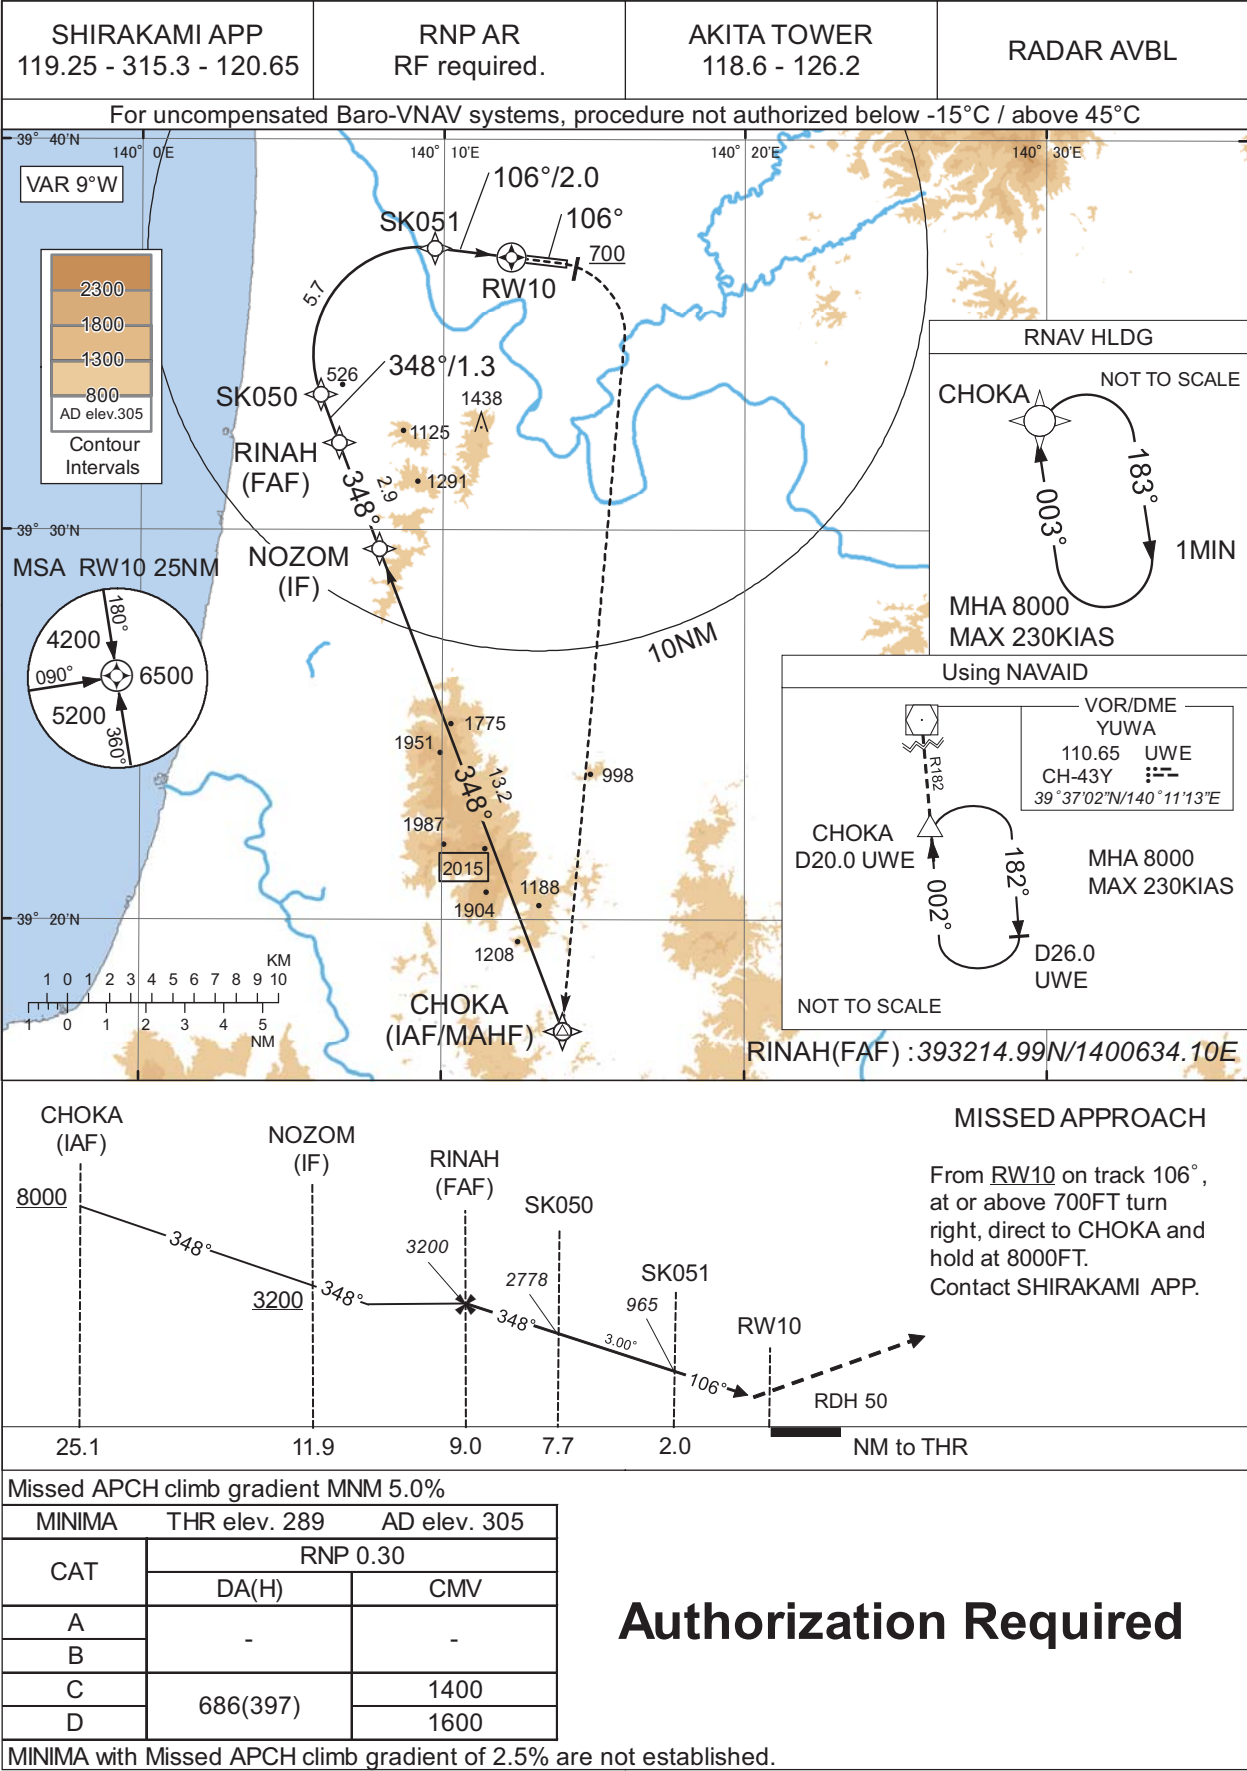 SHIRAKAMI APP
119.25 - 315.3 - 120.65
RNP AR
RF required.
AKITA TOWER
118.6 - 126.2
RADAR AVBL
For uncompensated Baro-VNAV systems, procedure not authorized below -15°C / above 45°C
39° 40'N
140° 0'E
140° 10'E
140° 20'E
140° 30'E
VAR 9°W
106°/2.0
SK051
106°
700
RW10
5.7
2300
1800
1300
800
AD elev.305
Contour
Intervals
526
348°/1.3
SK050
1438
1125
RINAH
(FAF)
1291
348°
2.9
39° 30'N
NOZOM
(IF)
MSA RW10 25NM
180°
4200
090°
6500
5200
360°
10NM
RNAV HLDG
NOT TO SCALE
CHOKA
183°
003°
1MIN
MHA 8000
MAX 230KIAS
Using NAVAID
VOR/DME
YUWA
110.65 UWE
CH-43Y
39°37'02"N/140°11'13"E
R182
CHOKA
D20.0 UWE
182°
002°
MHA 8000
MAX 230KIAS
D26.0
UWE
NOT TO SCALE
1775
1951
348°
13.2
998
1987
2015
1188
1904
1208
39° 20'N
KM
1 0 1 2 3 4 5 6 7 8 9 10
1 0 1 2 3 4 5
NM
CHOKA
(IAF/MAHF)
RINAH(FAF) :393214.99N/1400634.10E
CHOKA
(IAF)
NOZOM
(IF)
RINAH
(FAF)
SK050
SK051
RW10
8000
348°
3200
348°
3200
348°
2778
3.00°
965
106°
RDH 50
25.1
11.9
9.0
7.7
2.0
NM to THR
MISSED APPROACH
From RW10 on track 106°,
at or above 700FT turn
right, direct to CHOKA and
hold at 8000FT.
Contact SHIRAKAMI APP.
Missed APCH climb gradient MNM 5.0%
MINIMA THR elev. 289 AD elev. 305
CAT
RNP 0.30
DA(H) CMV
A
B
- -
C
D
686(397)
1400
1600
MINIMA with Missed APCH climb gradient of 2.5% are not established.
Authorization Required